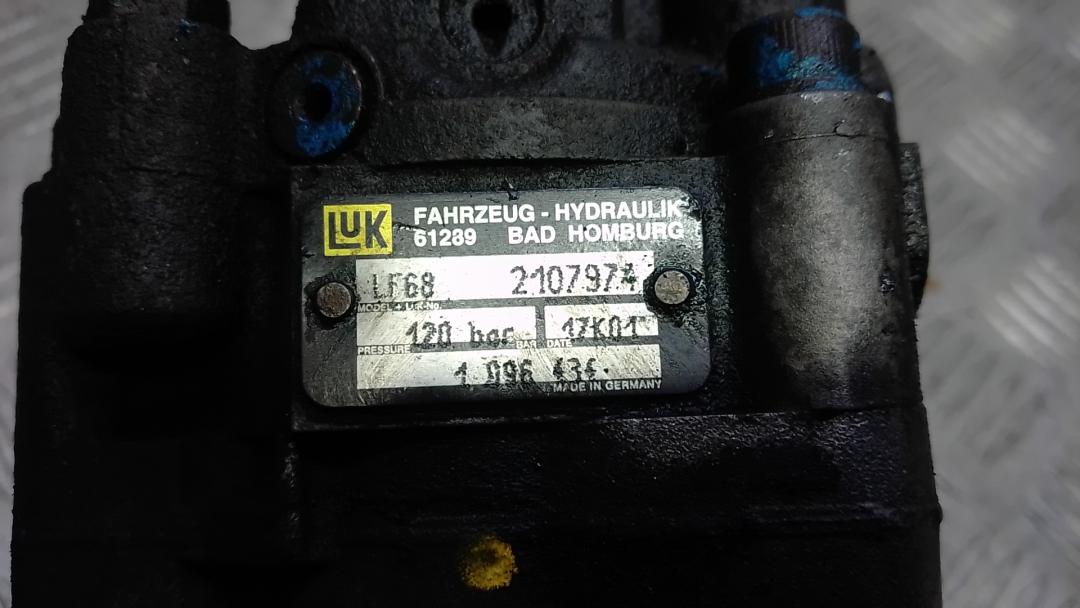 LuK
FAHRZEUG - HYDRAULIK
61289 BAD HOMBURG
LF68 2107974
MODEL + LUK-NO.
120 bar BAR 17K01
PRESSURE DATE
1 096 434
MADE IN GERMANY